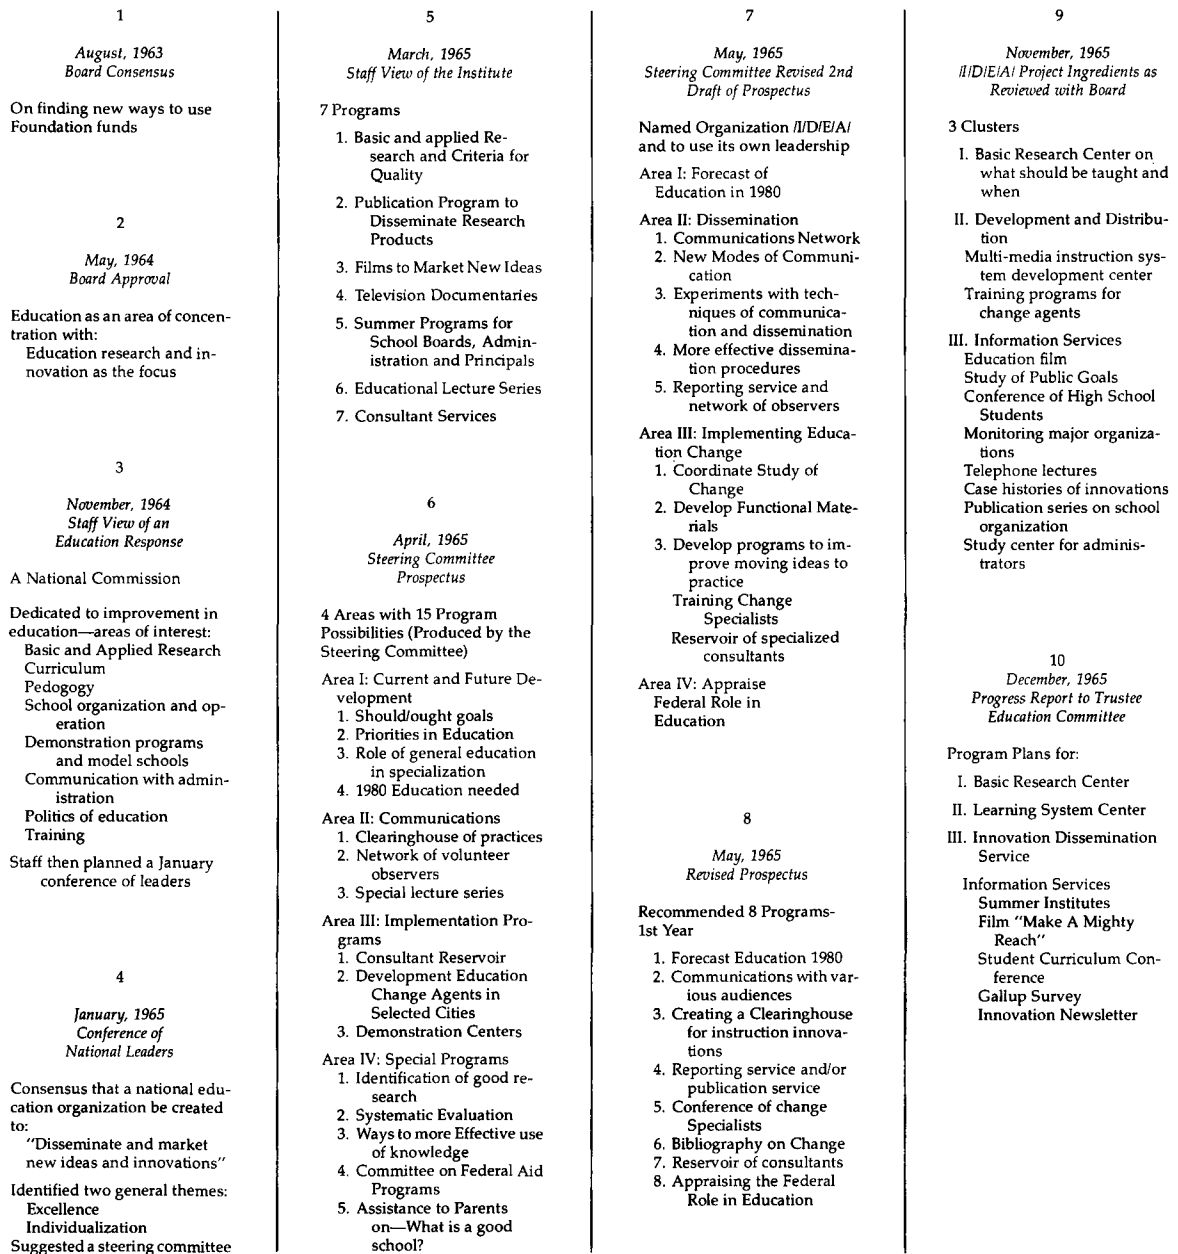 1
August, 1963
Board Consensus
On finding new ways to use
Foundation funds
2
May, 1964
Board Approval
Education as an area of concen-
tration with:
Education research and in-
novation as the focus
3
November, 1964
Staff View of an
Education Response
A National Commission
Dedicated to improvement in
education—areas of interest:
Basic and Applied Research
Curriculum
Pedogogy
School organization and op-
eration
Demonstration programs
and model schools
Communication with admin-
istration
Politics of education
Training
Staff then planned a January
conference of leaders
4
January, 1965
Conference of
National Leaders
Consensus that a national edu-
cation organization be created
to:
"Disseminate and market
new ideas and innovations"
Identified two general themes:
Excellence
Individualization
Suggested a steering committee
5
March, 1965
Staff View of the Institute
7 Programs
1. Basic and applied Re-
search and Criteria for
Quality
2. Publication Program to
Disseminate Research
Products
3. Films to Market New Ideas
4. Television Documentaries
5. Summer Programs for
School Boards, Admin-
istration and Principals
6. Educational Lecture Series
7. Consultant Services
6
April, 1965
Steering Committee
Prospectus
4 Areas with 15 Program
Possibilities (Produced by the
Steering Committee)
Area I: Current and Future De-
velopment
1. Should/ought goals
2. Priorities in Education
3. Role of general education
in specialization
4. 1980 Education needed
Area II: Communications
1. Clearinghouse of practices
2. Network of volunteer
observers
3. Special lecture series
Area III: Implementation Pro-
grams
1. Consultant Reservoir
2. Development Education
Change Agents in
Selected Cities
3. Demonstration Centers
Area IV: Special Programs
1. Identification of good re-
search
2. Systematic Evaluation
3. Ways to more Effective use
of knowledge
4. Committee on Federal Aid
Programs
5. Assistance to Parents
on—What is a good
school?
7
May, 1965
Steering Committee Revised 2nd
Draft of Prospectus
Named Organization /I/D/E/A/
and to use its own leadership
Area I: Forecast of
Education in 1980
Area II: Dissemination
1. Communications Network
2. New Modes of Communi-
cation
3. Experiments with tech-
niques of communica-
tion and dissemination
4. More effective dissemina-
tion procedures
5. Reporting service and
network of observers
Area III: Implementing Educa-
tion Change
1. Coordinate Study of
Change
2. Develop Functional Mate-
rials
3. Develop programs to im-
prove moving ideas to
practice
Training Change
Specialists
Reservoir of specialized
consultants
Area IV: Appraise
Federal Role in
Education
8
May, 1965
Revised Prospectus
Recommended 8 Programs-
1st Year
1. Forecast Education 1980
2. Communications with var-
ious audiences
3. Creating a Clearinghouse
for instruction innova-
tions
4. Reporting service and/or
publication service
5. Conference of change
Specialists
6. Bibliography on Change
7. Reservoir of consultants
8. Appraising the Federal
Role in Education
9
November, 1965
/I/D/E/A/ Project Ingredients as
Reviewed with Board
3 Clusters
I. Basic Research Center on
what should be taught and
when
II. Development and Distribu-
tion
Multi-media instruction sys-
tem development center
Training programs for
change agents
III. Information Services
Education film
Study of Public Goals
Conference of High School
Students
Monitoring major organiza-
tions
Telephone lectures
Case histories of innovations
Publication series on school
organization
Study center for adminis-
trators
10
December, 1965
Progress Report to Trustee
Education Committee
Program Plans for:
I. Basic Research Center
II. Learning System Center
III. Innovation Dissemination
Service
Information Services
Summer Institutes
Film "Make A Mighty
Reach"
Student Curriculum Con-
ference
Gallup Survey
Innovation Newsletter